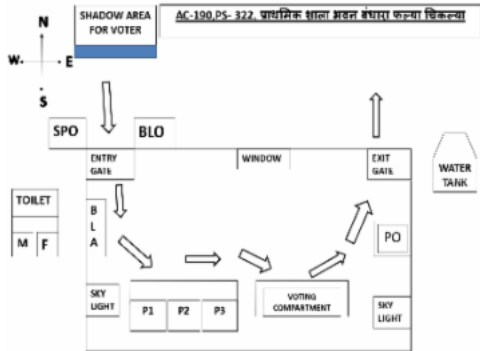 SHADOW AREA
FOR VOTER
AC-190,PS- 322, प्राथमिक शाला भवन बंधारा फल्या चिकल्या
N
W
E
S
SPO
BLO
ENTRY
GATE
WINDOW
EXIT
GATE
WATER
TANK
TOILET
M
F
B
L
A
PO
SKY
LIGHT
P1
P2
P3
VOTING
COMPARTMENT
SKY
LIGHT